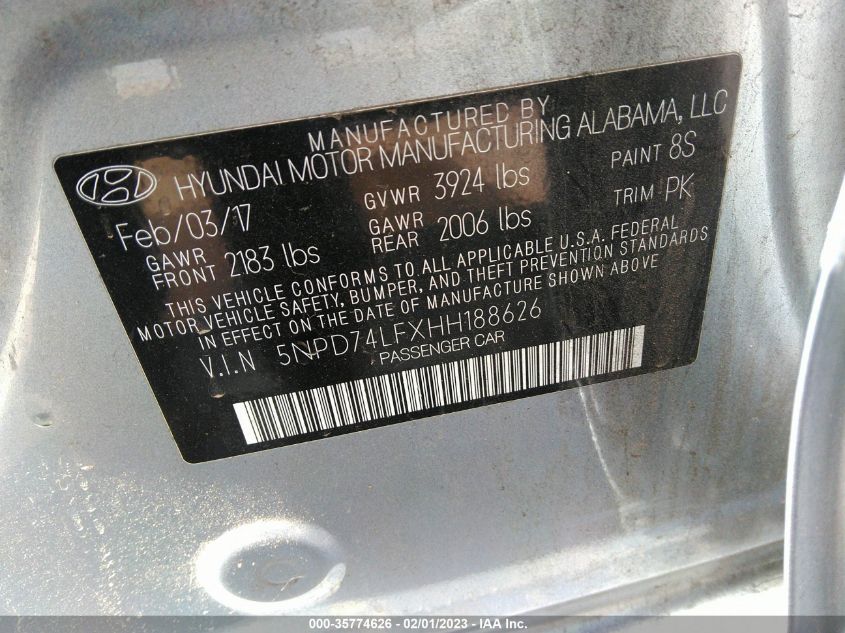 MANUFACTURED BY
HYUNDAI MOTOR MANUFACTURING ALABAMA, LLC
Feb/03/17 GVWR 3924 lbs PAINT 8S
GAWR FRONT 2183 lbs GAWR REAR 2006 lbs TRIM PK
THIS VEHICLE CONFORMS TO ALL APPLICABLE U.S.A. FEDERAL
MOTOR VEHICLE SAFETY, BUMPER, AND THEFT PREVENTION STANDARDS
IN EFFECT ON THE DATE OF MANUFACTURE SHOWN ABOVE
V.I.N 5NPD74LFXHH188626
PASSENGER CAR
000-35774626 - 02/01/2023 - IAA Inc.